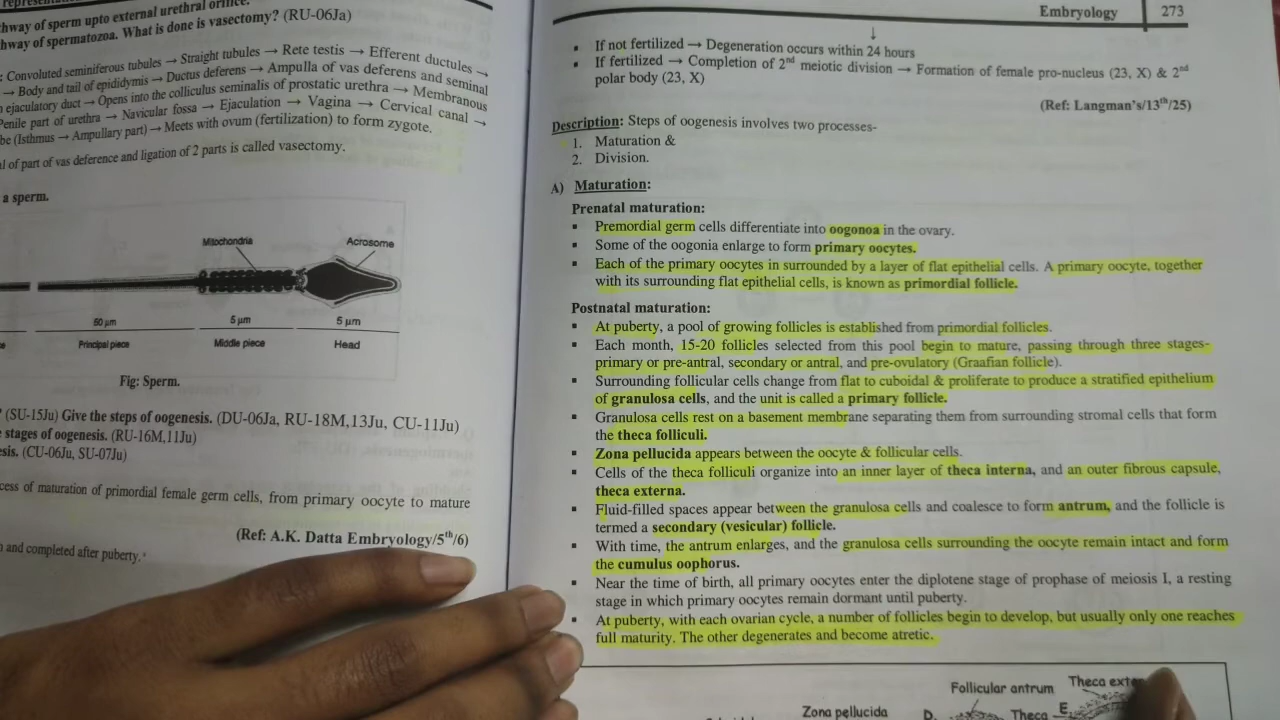 hway of sperm upto external urethral orifice.
hway of spermatozoa. What is done is vasectomy? (RU-06Ja)
: Convoluted seminiferous tubules → Straight tubules → Rete testis → Efferent ductules →
→ Body and tail of epididymis → Ductus deferens → Ampulla of vas deferens and seminal
ejaculatory duct → Opens into the colliculus seminalis of prostatic urethra → Membranous
Penile part of urethra → Navicular fossa → Ejaculation → Vagina → Cervical canal →
be (Isthmus → Ampullary part) → Meets with ovum (fertilization) to form zygote.
l of part of vas deference and ligation of 2 parts is called vasectomy.
a sperm.
Mitochondria
Acrosome
50 μm
5 μm
5 μm
Principal piece
Middle piece
Head
Fig: Sperm.
? (SU-15Ju) Give the steps of oogenesis. (DU-06Ja, RU-18M,13Ju, CU-11Ju)
stages of oogenesis. (RU-16M,11Ju)
sis. (CU-06Ju, SU-07Ju)
cess of maturation of primordial female germ cells, from primary oocyte to mature
(Ref: A.K. Datta Embryology/5th/6)
n and completed after puberty.
Embryology 273
↓
▪ If not fertilized → Degeneration occurs within 24 hours
▪ If fertilized → Completion of 2nd meiotic division → Formation of female pro-nucleus (23, X) & 2nd
polar body (23, X)
(Ref: Langman's/13th/25)
Description: Steps of oogenesis involves two processes-
1. Maturation &
2. Division.
A) Maturation:
Prenatal maturation:
▪ Premordial germ cells differentiate into oogonoa in the ovary.
▪ Some of the oogonia enlarge to form primary oocytes.
▪ Each of the primary oocytes in surrounded by a layer of flat epithelial cells. A primary oocyte, together
with its surrounding flat epithelial cells, is known as primordial follicle.
Postnatal maturation:
▪ At puberty, a pool of growing follicles is established from primordial follicles.
▪ Each month, 15-20 follicles selected from this pool begin to mature, passing through three stages-
primary or pre-antral, secondary or antral, and pre-ovulatory (Graafian follicle).
▪ Surrounding follicular cells change from flat to cuboidal & proliferate to produce a stratified epithelium
of granulosa cells, and the unit is called a primary follicle.
▪ Granulosa cells rest on a basement membrane separating them from surrounding stromal cells that form
the theca folliculi.
▪ Zona pellucida appears between the oocyte & follicular cells.
▪ Cells of the theca folliculi organize into an inner layer of theca interna, and an outer fibrous capsule,
theca externa.
▪ Fluid-filled spaces appear between the granulosa cells and coalesce to form antrum, and the follicle is
termed a secondary (vesicular) follicle.
▪ With time, the antrum enlarges, and the granulosa cells surrounding the oocyte remain intact and form
the cumulus oophorus.
▪ Near the time of birth, all primary oocytes enter the diplotene stage of prophase of meiosis I, a resting
stage in which primary oocytes remain dormant until puberty.
▪ At puberty, with each ovarian cycle, a number of follicles begin to develop, but usually only one reaches
full maturity. The other degenerates and become atretic.
Follicular antrum
Theca exter
Zona pellucida
D.
Theca
E.